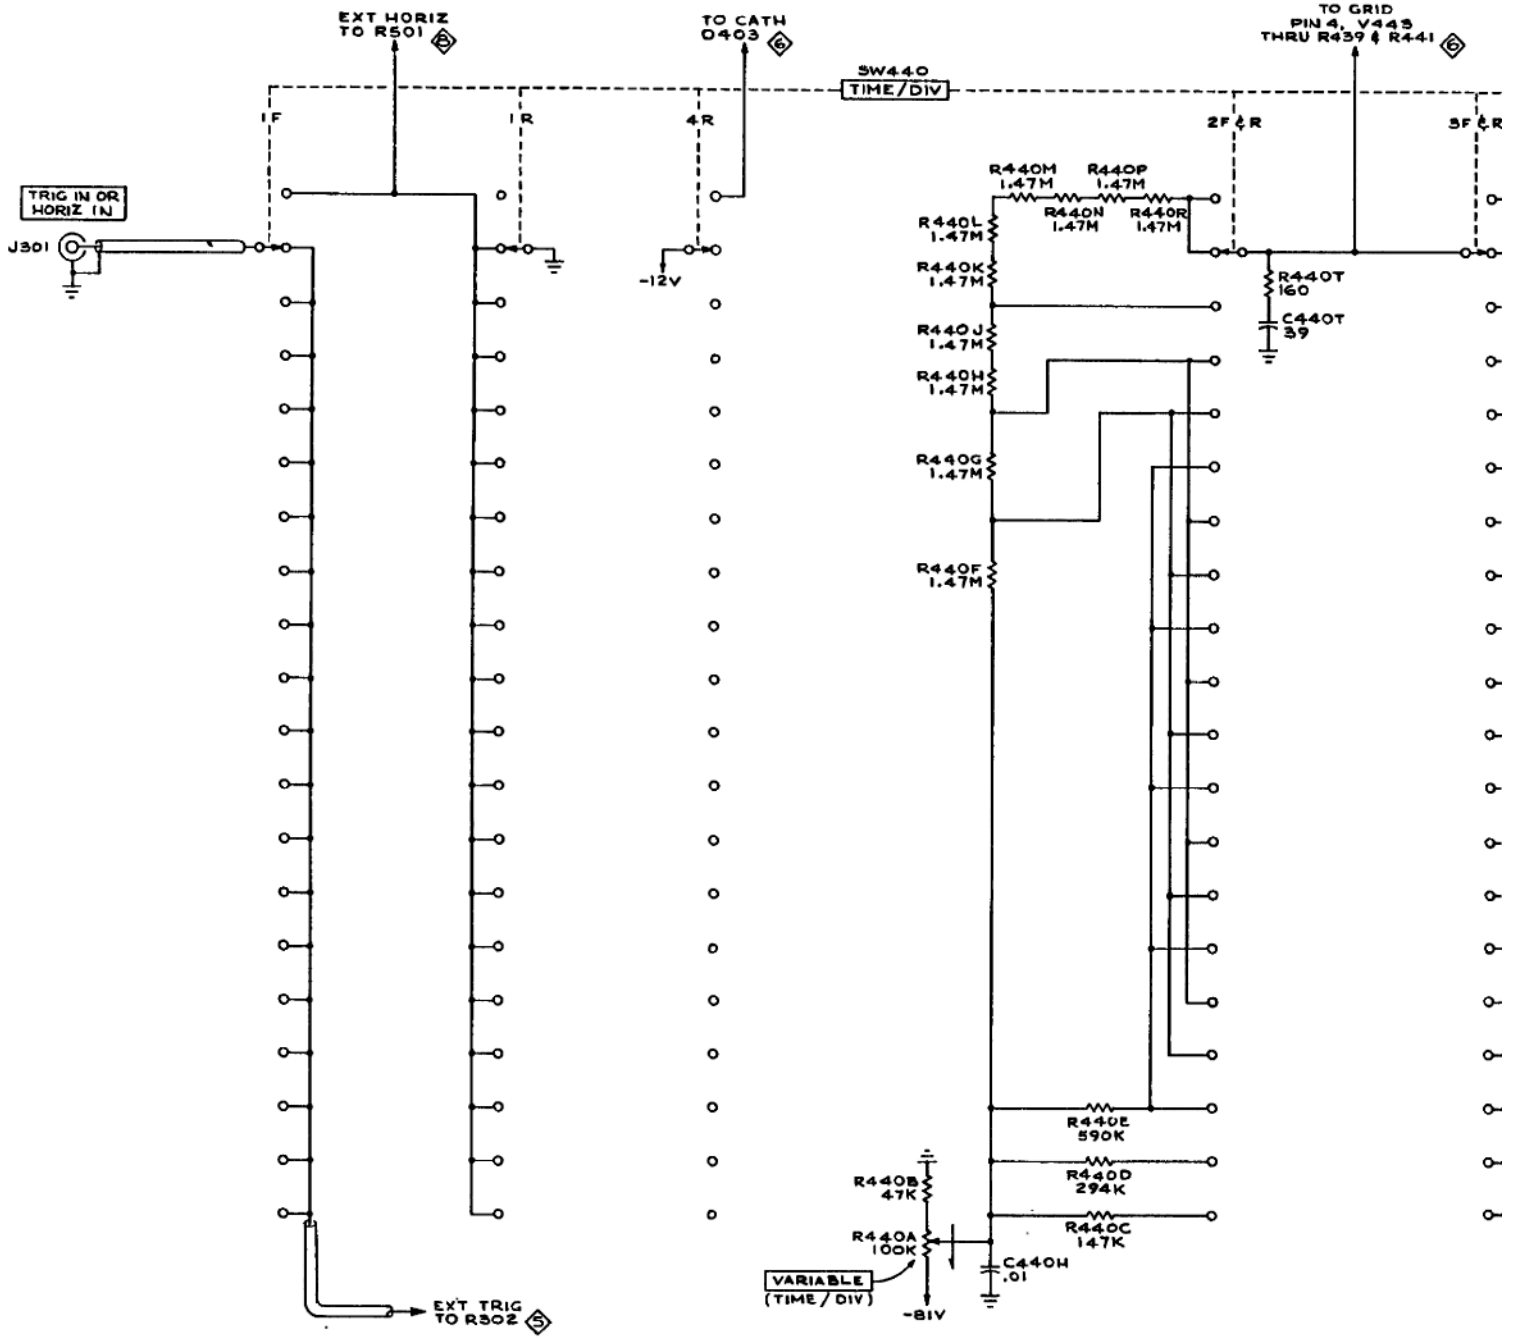 EXT HORIZ
TO R501 8
TO CATH
D403 6
TO GRID
PIN 4, V443
THRU R439 & R441 6
SW440
TIME/DIV
1F
1R
4R
2F & R
3F & R
TRIG IN OR
HORIZ IN
J301
-12V
R440M
1.47M
R440P
1.47M
R440N
1.47M
R440R
1.47M
R440L
1.47M
R440K
1.47M
R440J
1.47M
R440H
1.47M
R440G
1.47M
R440F
1.47M
R440T
160
C440T
39
R440E
590K
R440D
294K
R440C
147K
R440B
47K
R440A
100K
C440H
.01
VARIABLE
(TIME/DIV)
-81V
EXT TRIG
TO R302 5